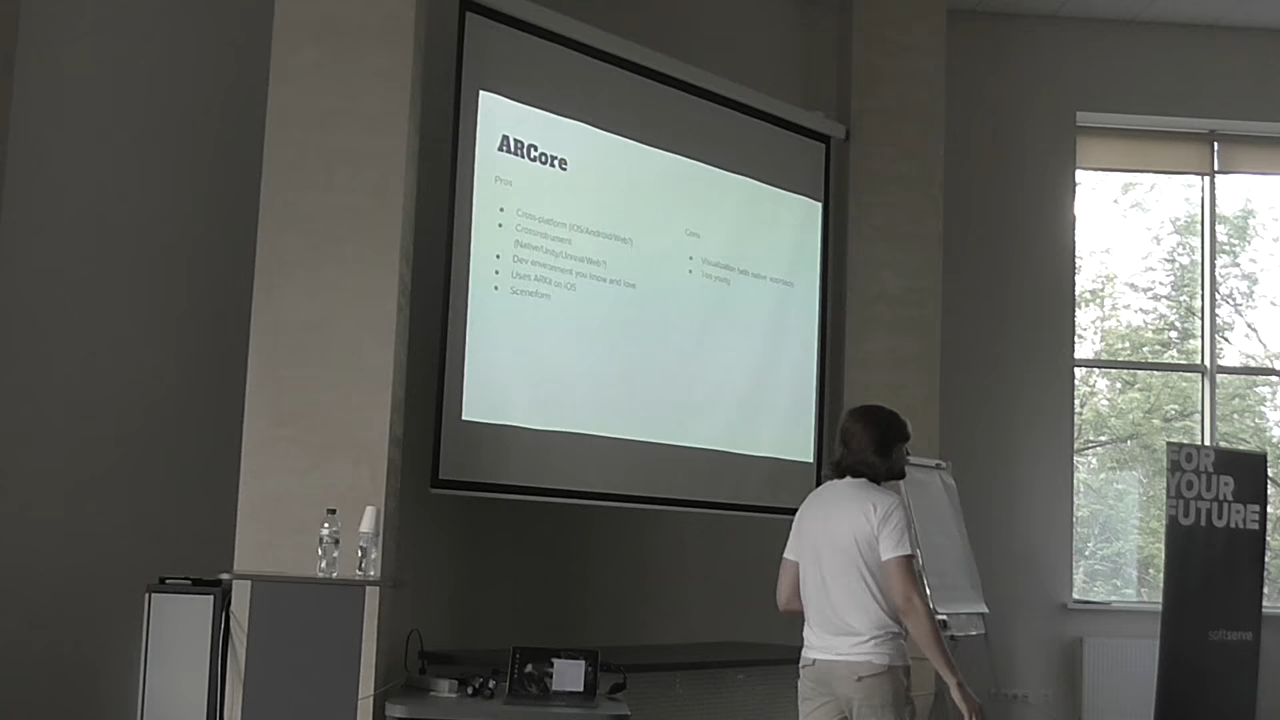 ARCore
Pros
Cross-platform (iOS/Android/Web?)
Crossinstrument
(Native/Unity/Unreal/Web?)
Dev environment you know and love
Uses ARKit on iOS
Sceneform
Cons
Visualization with native approach
Too young
FOR
YOUR
FUTURE
softserve